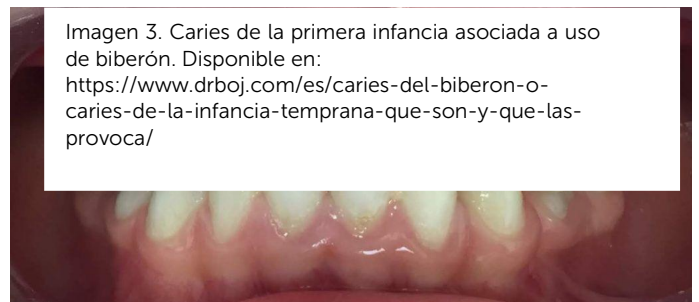 Imagen 3. Caries de la primera infancia asociada a uso
de biberón. Disponible en:
https://www.drboj.com/es/caries-del-biberon-o-
caries-de-la-infancia-temprana-que-son-y-que-las-
provoca/